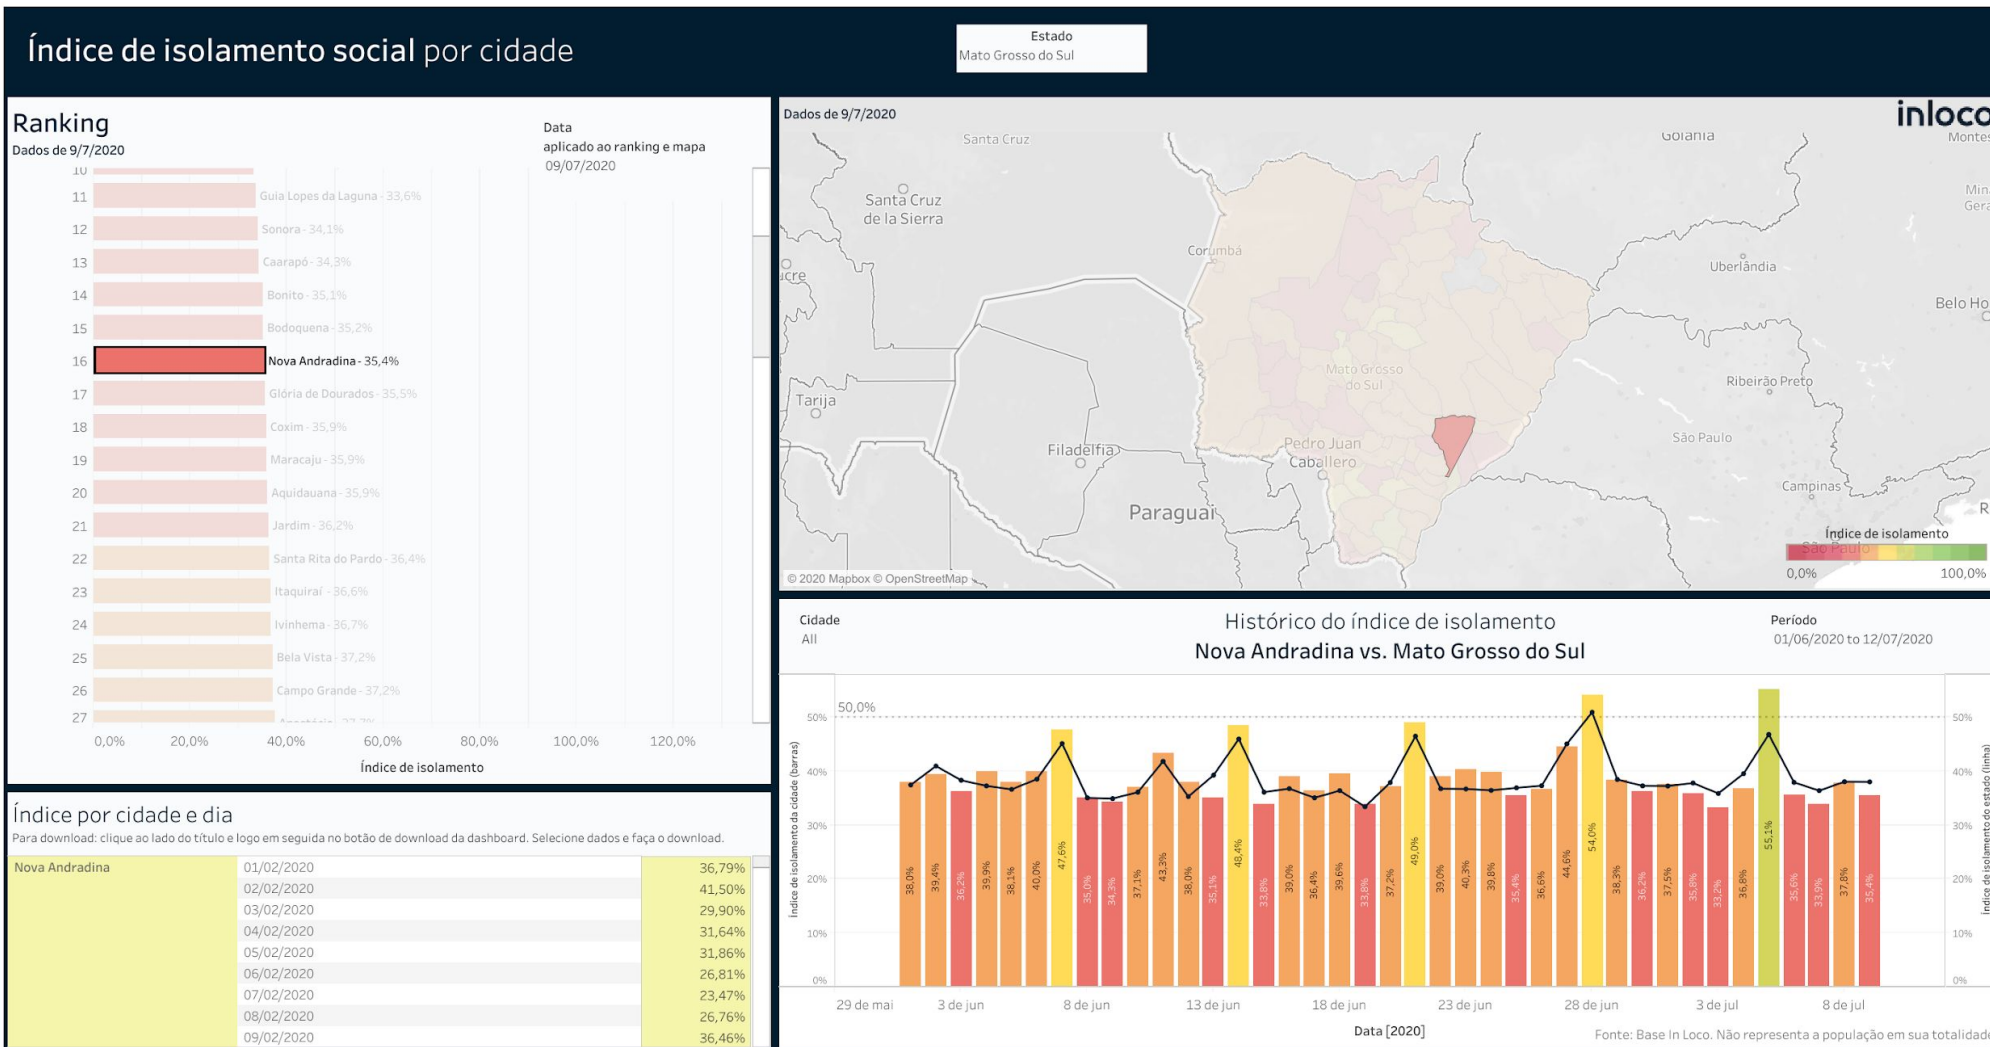 Índice de isolamento social por cidade
Estado
Mato Grosso do Sul
Ranking
Dados de 9/7/2020
Data
aplicado ao ranking e mapa
09/07/2020
10
11 Guia Lopes da Laguna - 33,6%
12 Sonora - 34,1%
13 Caarapó - 34,3%
14 Bonito - 35,1%
15 Bodoquena - 35,2%
16 Nova Andradina - 35,4%
17 Glória de Dourados - 35,5%
18 Coxim - 35,9%
19 Maracaju - 35,9%
20 Aquidauana - 35,9%
21 Jardim - 36,2%
22 Santa Rita do Pardo - 36,4%
23 Itaquiraí - 36,6%
24 Ivinhema - 36,7%
25 Bela Vista - 37,2%
26 Campo Grande - 37,2%
27
0,0% 20,0% 40,0% 60,0% 80,0% 100,0% 120,0%
Índice de isolamento
Índice por cidade e dia
Para download: clique ao lado do título e logo em seguida no botão de download da dashboard. Selecione dados e faça o download.
Nova Andradina 01/02/2020 36,79%
02/02/2020 41,50%
03/02/2020 29,90%
04/02/2020 31,64%
05/02/2020 31,86%
06/02/2020 26,81%
07/02/2020 23,47%
08/02/2020 26,76%
09/02/2020 36,46%
Dados de 9/7/2020
inloco
Santa Cruz
Goiânia
Montes
Santa Cruz
de la Sierra
Min
Gera
Corumbá
ucre
Uberlândia
Belo Ho
Mato Grosso
do Sul
Ribeirão Preto
Tarija
São Paulo
Filadelfia
Pedro Juan
Caballero
Campinas
Paraguai
R
Índice de isolamento
São Paulo
0,0% 100,0%
© 2020 Mapbox © OpenStreetMap
Cidade
All
Histórico do índice de isolamento
Nova Andradina vs. Mato Grosso do Sul
Período
01/06/2020 to 12/07/2020
50,0%
50%
40%
30%
20%
10%
0%
Índice de isolamento da cidade (barras)
38,0% 39,4% 36,2% 39,9% 38,1% 40,0% 47,6% 35,0% 34,3% 37,1% 43,3% 38,0% 35,1% 48,4% 33,8% 39,0% 36,4% 39,6% 33,8% 37,2% 49,0% 39,0% 40,3% 39,8% 35,4% 36,6% 44,6% 54,0% 38,3% 36,2% 37,5% 35,8% 33,2% 36,8% 55,1% 35,6% 33,9% 37,8% 35,4%
50%
40%
30%
20%
10%
0%
Índice de isolamento do estado (linha)
29 de mai 3 de jun 8 de jun 13 de jun 18 de jun 23 de jun 28 de jun 3 de jul 8 de jul
Data [2020]
Fonte: Base In Loco. Não representa a população em sua totalidade